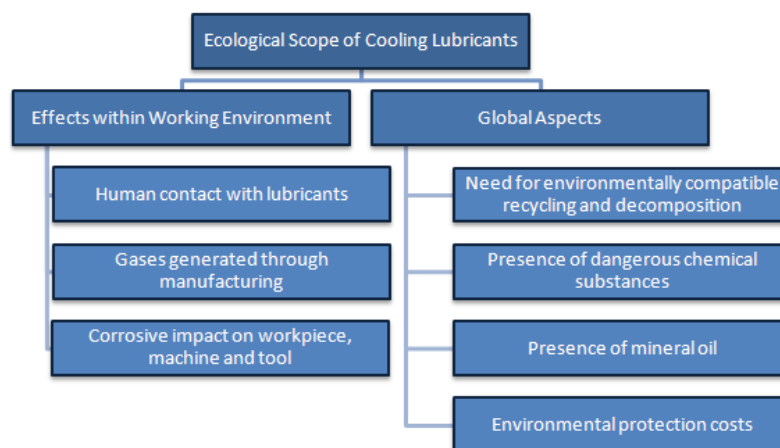 Ecological Scope of Cooling Lubricants
Effects within Working Environment
Human contact with lubricants
Gases generated through
manufacturing
Corrosive impact on workpiece,
machine and tool
Global Aspects
Need for environmentally compatible
recycling and decomposition
Presence of dangerous chemical
substances
Presence of mineral oil
Environmental protection costs